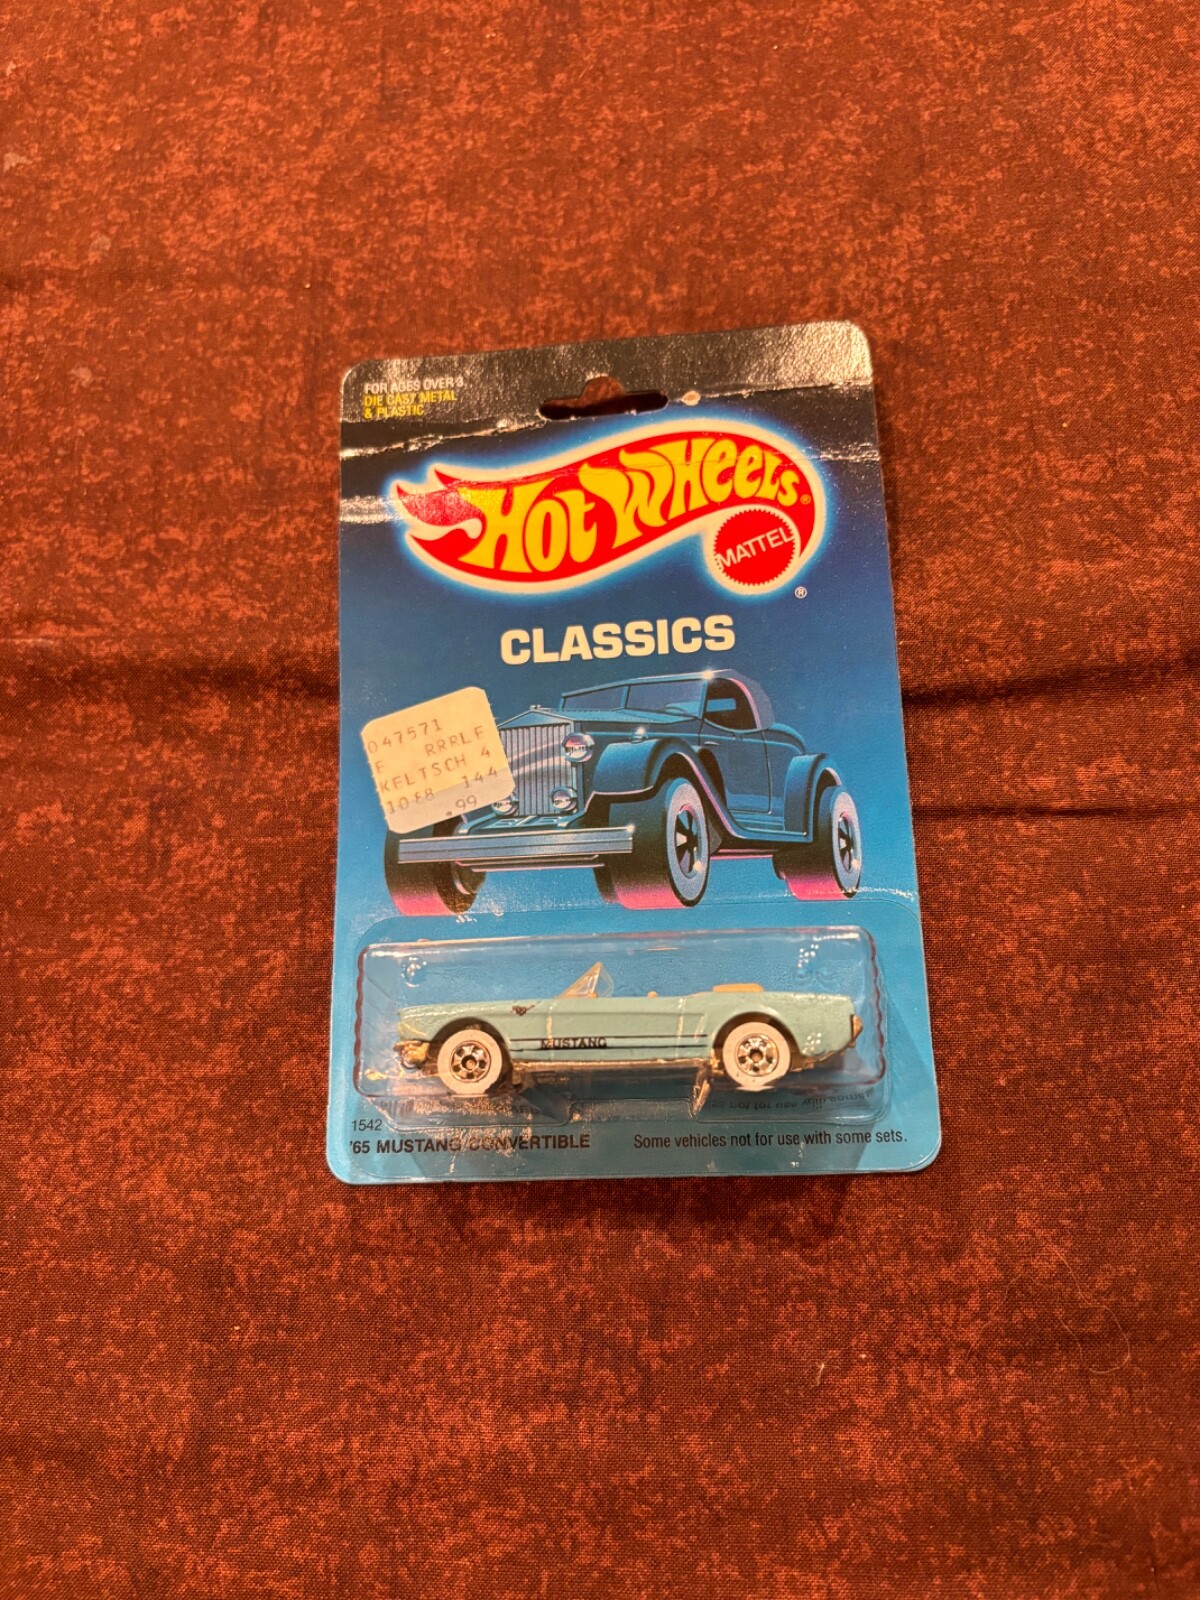 FOR AGES OVER 3
DIE CAST METAL
& PLASTIC
HOT WHEELS®
MATTEL
®
CLASSICS
047571
F RRRLF
KELTSCH 4
1088 144
.99
MUSTANG
1542
'65 MUSTANG CONVERTIBLE
Some vehicles not for use with some sets.